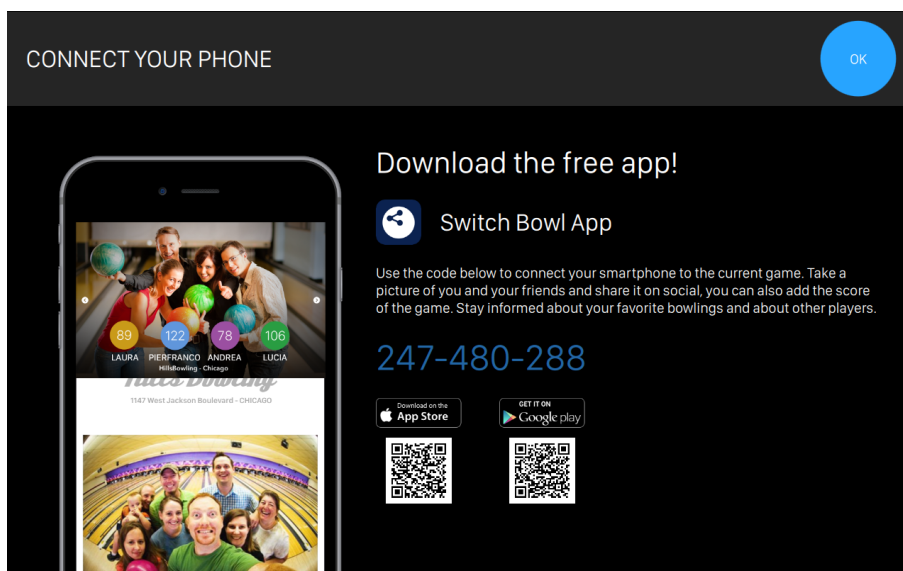 CONNECT YOUR PHONE
OK
Download the free app!
Switch Bowl App
Use the code below to connect your smartphone to the current game. Take a
picture of you and your friends and share it on social, you can also add the score
of the game. Stay informed about your favorite bowlings and about other players.
247-480-288
Download on the
App Store
GET IT ON
Google play
89 122 78 106
LAURA PIERFRANCO ANDREA LUCIA
HillsBowling - Chicago
Hills Bowling
1147 West Jackson Boulevard - CHICAGO